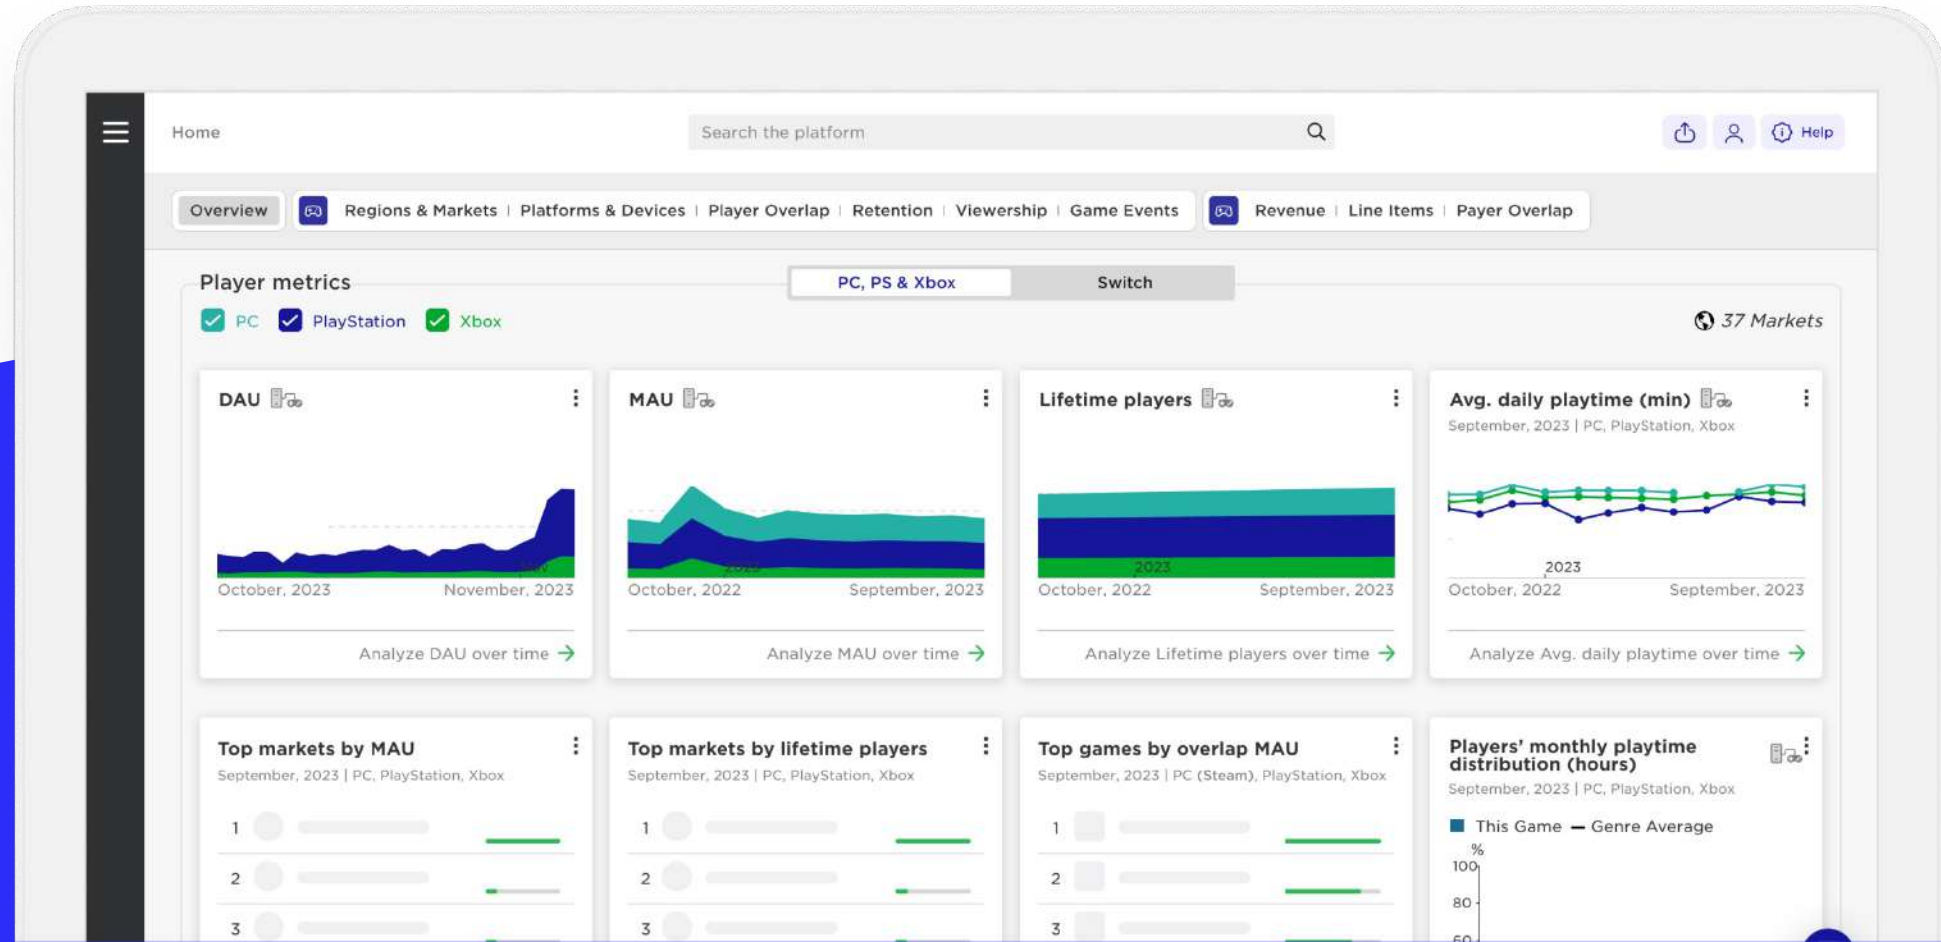 Home
Search the platform
Help
Overview
Regions & Markets | Platforms & Devices | Player Overlap | Retention | Viewership | Game Events
Revenue | Line Items | Payer Overlap
Player metrics
PC, PS & Xbox
Switch
PC
PlayStation
Xbox
37 Markets
DAU
Nov
October, 2023
November, 2023
Analyze DAU over time
MAU
2023
October, 2022
September, 2023
Analyze MAU over time
Lifetime players
2023
October, 2022
September, 2023
Analyze Lifetime players over time
Avg. daily playtime (min)
September, 2023 | PC, PlayStation, Xbox
2023
October, 2022
September, 2023
Analyze Avg. daily playtime over time
Top markets by MAU
September, 2023 | PC, PlayStation, Xbox
1
2
3
Top markets by lifetime players
September, 2023 | PC, PlayStation, Xbox
1
2
3
Top games by overlap MAU
September, 2023 | PC (Steam), PlayStation, Xbox
1
2
3
Players’ monthly playtime
distribution (hours)
September, 2023 | PC, PlayStation, Xbox
This Game
Genre Average
%
100
80
60